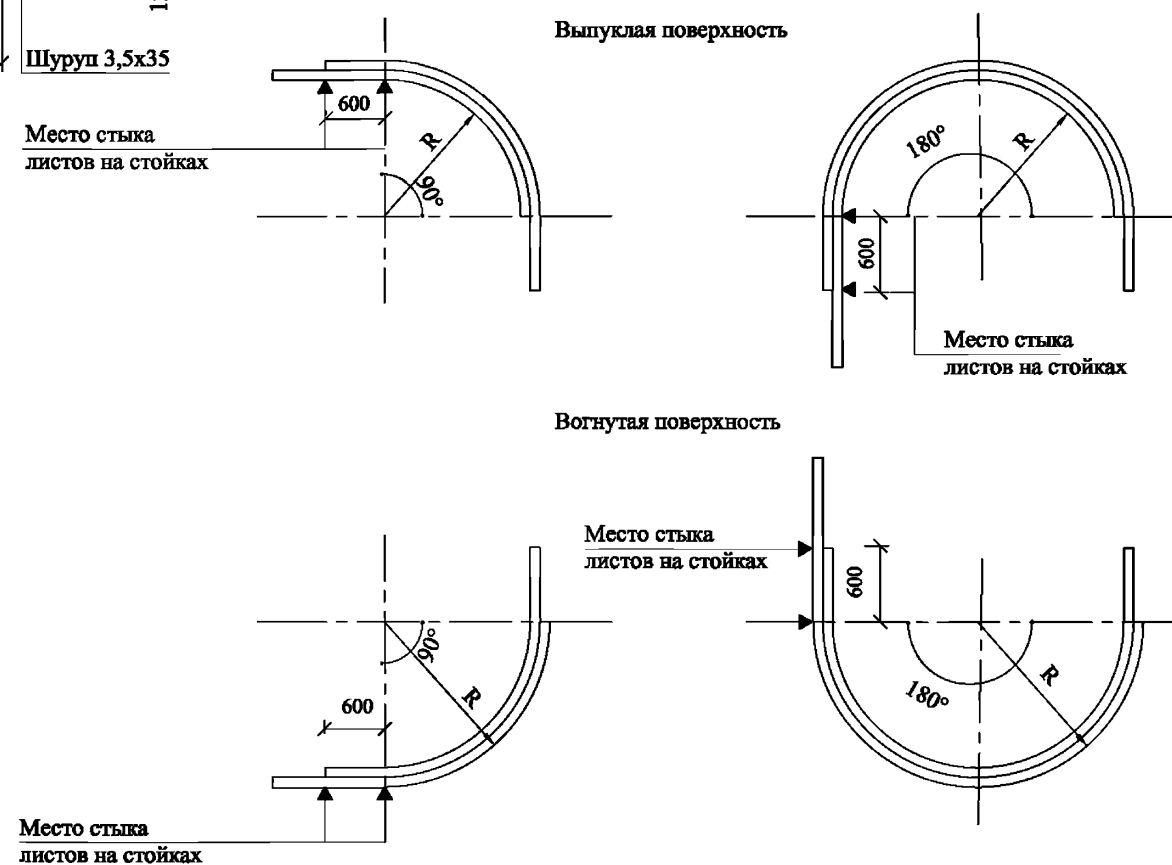 Выпуклая поверхность
Шуруп 3,5х35
600
Место стыка
листов на стойках
R
90°
180°
R
600
Место стыка
листов на стойках
Вогнутая поверхность
Место стыка
листов на стойках
600
90°
R
600
180°
R
Место стыка
листов на стойках